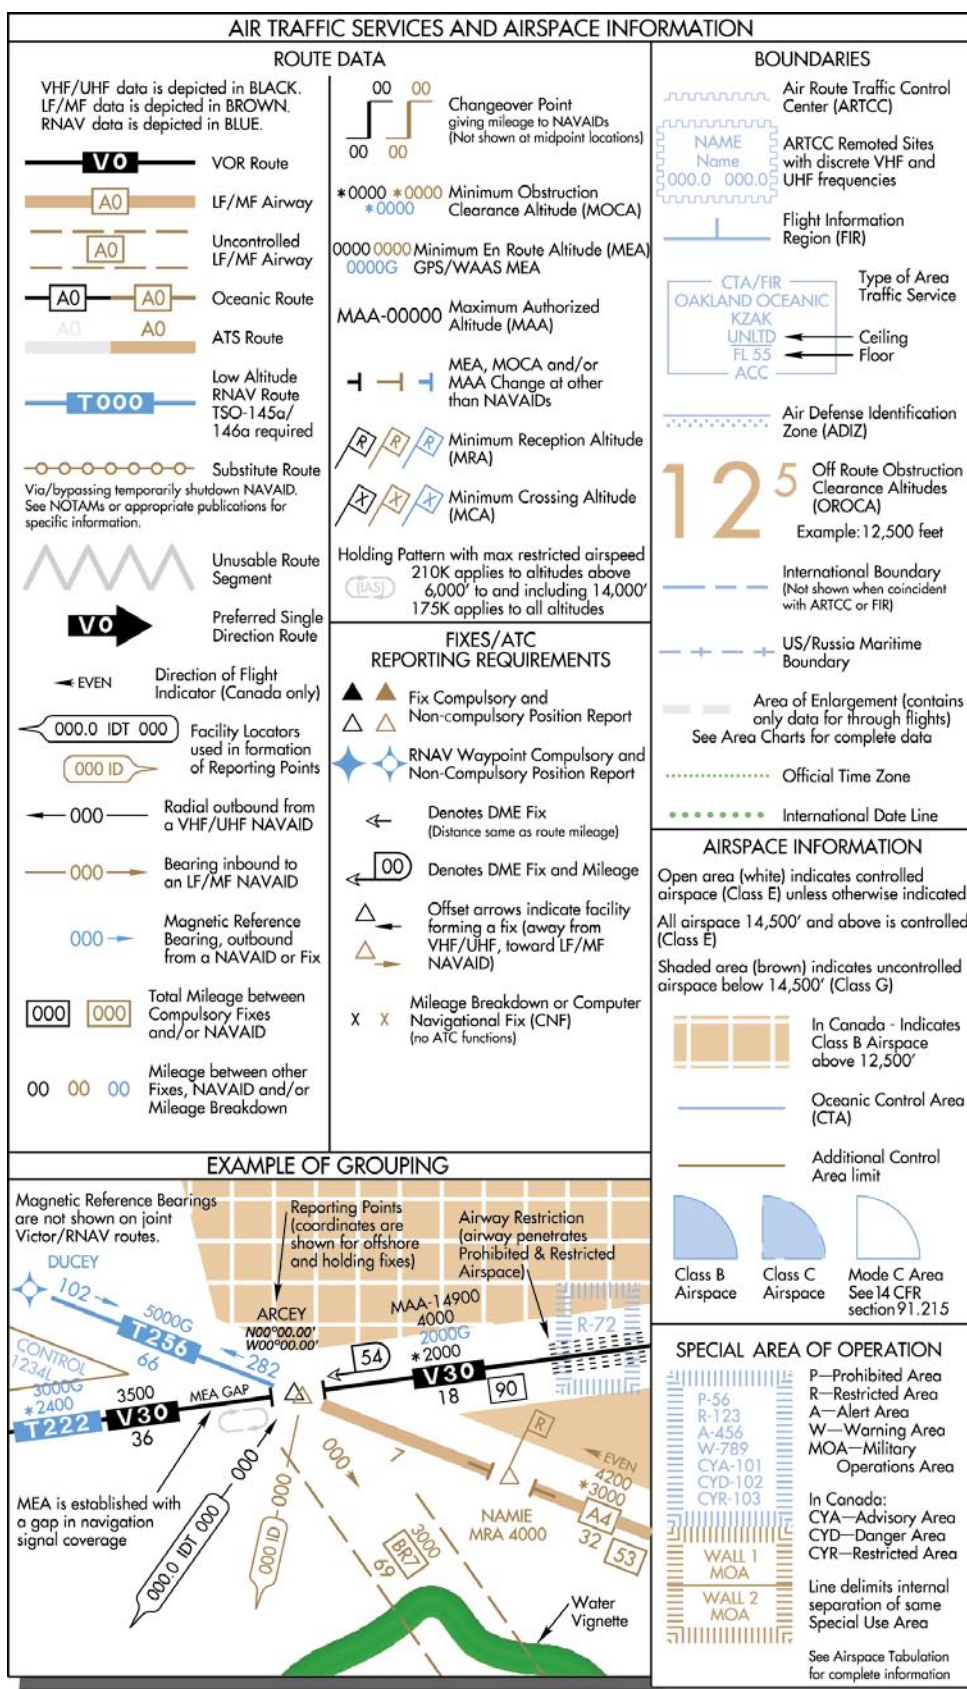 AIR TRAFFIC SERVICES AND AIRSPACE INFORMATION
ROUTE DATA
VHF/UHF data is depicted in BLACK.
LF/MF data is depicted in BROWN.
RNAV data is depicted in BLUE.
V0
VOR Route
A0
LF/MF Airway
A0
Uncontrolled
LF/MF Airway
A0 A0
Oceanic Route
A0 A0
ATS Route
T000
Low Altitude
RNAV Route
TSO-145a/
146a required
Substitute Route
Via/bypassing temporarily shutdown NAVAID.
See NOTAMs or appropriate publications for
specific information.
Unusable Route
Segment
V0
Preferred Single
Direction Route
EVEN
Direction of Flight
Indicator (Canada only)
000.0 IDT 000
000 ID
Facility Locators
used in formation
of Reporting Points
000
Radial outbound from
a VHF/UHF NAVAID
000
Bearing inbound to
an LF/MF NAVAID
000
Magnetic Reference
Bearing, outbound
from a NAVAID or Fix
000 000
Total Mileage between
Compulsory Fixes
and/or NAVAID
00 00 00
Mileage between other
Fixes, NAVAID and/or
Mileage Breakdown
00 00
00 00
Changeover Point
giving mileage to NAVAIDs
(Not shown at midpoint locations)
*0000 *0000
*0000
Minimum Obstruction
Clearance Altitude (MOCA)
0000 0000
0000G
Minimum En Route Altitude (MEA)
GPS/WAAS MEA
MAA-00000
Maximum Authorized
Altitude (MAA)
MEA, MOCA and/or
MAA Change at other
than NAVAIDs
R R R
Minimum Reception Altitude
(MRA)
X X X
Minimum Crossing Altitude
(MCA)
Holding Pattern with max restricted airspeed
(IAS)
210K applies to altitudes above
6,000' to and including 14,000'
175K applies to all altitudes
FIXES/ATC
REPORTING REQUIREMENTS
Fix Compulsory and
Non-compulsory Position Report
RNAV Waypoint Compulsory and
Non-Compulsory Position Report
Denotes DME Fix
(Distance same as route mileage)
00
Denotes DME Fix and Mileage
Offset arrows indicate facility
forming a fix (away from
VHF/UHF, toward LF/MF
NAVAID)
X X
Mileage Breakdown or Computer
Navigational Fix (CNF)
(no ATC functions)
BOUNDARIES
Air Route Traffic Control
Center (ARTCC)
NAME
Name
000.0 000.0
ARTCC Remoted Sites
with discrete VHF and
UHF frequencies
Flight Information
Region (FIR)
CTA/FIR
OAKLAND OCEANIC
KZAK
UNLTD
FL 55
ACC
Type of Area
Traffic Service
Ceiling
Floor
Air Defense Identification
Zone (ADIZ)
12 5
Off Route Obstruction
Clearance Altitudes
(OROCA)
Example: 12,500 feet
International Boundary
(Not shown when coincident
with ARTCC or FIR)
US/Russia Maritime
Boundary
Area of Enlargement (contains
only data for through flights)
See Area Charts for complete data
Official Time Zone
International Date Line
AIRSPACE INFORMATION
Open area (white) indicates controlled
airspace (Class E) unless otherwise indicated
All airspace 14,500' and above is controlled
(Class E)
Shaded area (brown) indicates uncontrolled
airspace below 14,500' (Class G)
In Canada - Indicates
Class B Airspace
above 12,500'
Oceanic Control Area
(CTA)
Additional Control
Area limit
Class B
Airspace
Class C
Airspace
Mode C Area
See 14 CFR
section 91.215
SPECIAL AREA OF OPERATION
P-56
R-123
A-456
W-789
CYA-101
CYD-102
CYR-103
WALL 1
MOA
WALL 2
MOA
P—Prohibited Area
R—Restricted Area
A—Alert Area
W—Warning Area
MOA—Military
Operations Area
In Canada:
CYA—Advisory Area
CYD—Danger Area
CYR—Restricted Area
Line delimits internal
separation of same
Special Use Area
See Airspace Tabulation
for complete information
EXAMPLE OF GROUPING
Magnetic Reference Bearings
are not shown on joint
Victor/RNAV routes.
DUCEY
102
5000G
T256
66
282
CONTROL
1234L
3000G
*2400
T222
3500
V30
36
MEA GAP
Reporting Points
(coordinates are
shown for offshore
and holding fixes)
ARCEY
N00°00.00'
W00°00.00'
Airway Restriction
(airway penetrates
Prohibited & Restricted
Airspace)
MAA-14900
4000
2000G
*2000
54
V30
18
90
R-72
R
EVEN
4200
*3000
A4
32
53
7
NAMIE
MRA 4000
000
3000
BR7
69
000
000.0 IDT 000
000
000 ID
MEA is established with
a gap in navigation
signal coverage
Water
Vignette